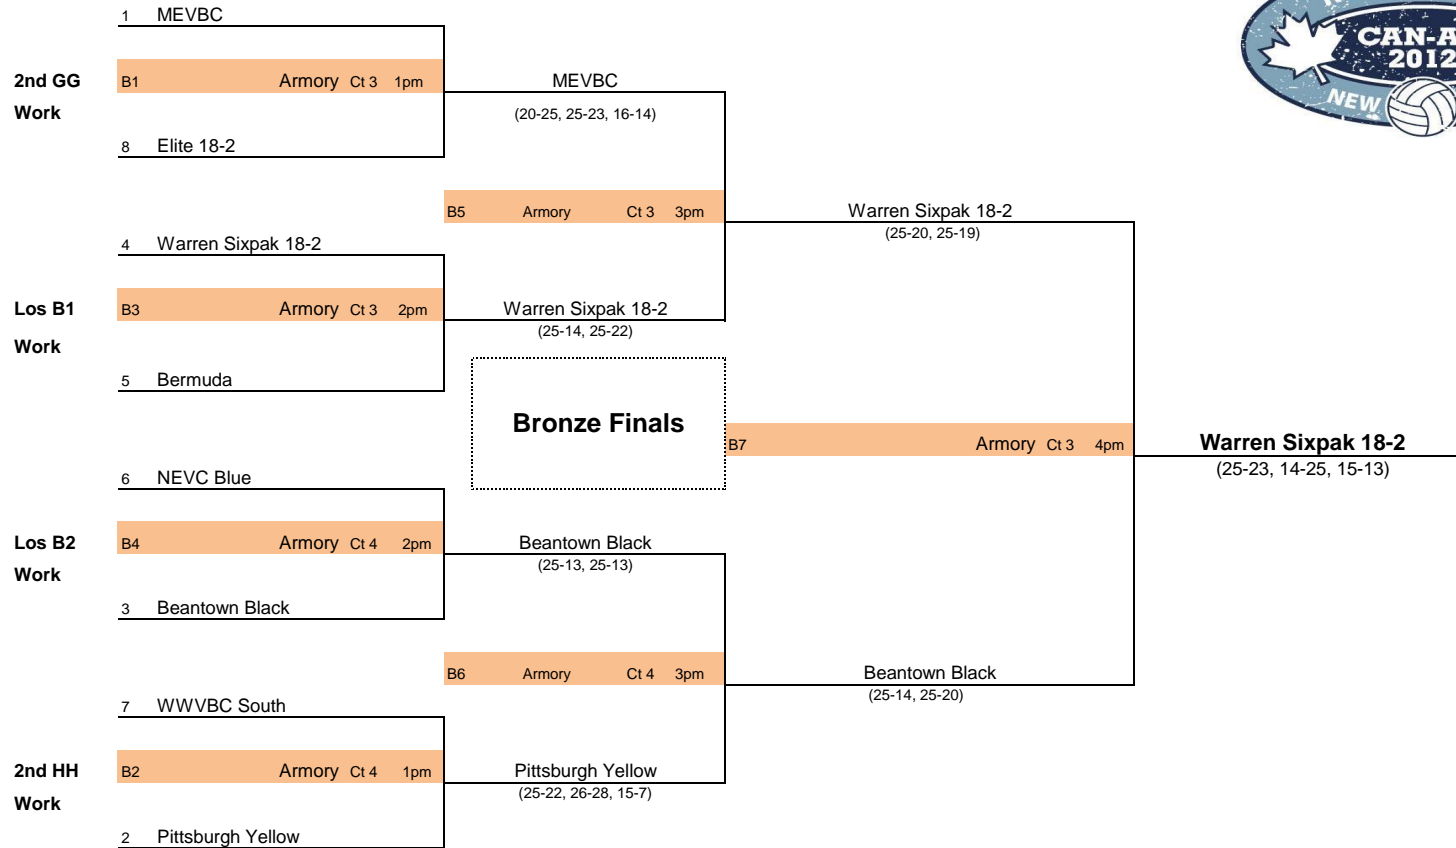 1 MEVBC
CAN-A
2012
NEW
2nd GG B1 Armory Ct 3 1pm MEVBC
Work (20-25, 25-23, 16-14)
8 Elite 18-2
B5 Armory Ct 3 3pm Warren Sixpak 18-2
(25-20, 25-19)
4 Warren Sixpak 18-2
Los B1 B3 Armory Ct 3 2pm Warren Sixpak 18-2
(25-14, 25-22)
Work
5 Bermuda
Bronze Finals
B7 Armory Ct 3 4pm Warren Sixpak 18-2
(25-23, 14-25, 15-13)
6 NEVC Blue
Los B2 B4 Armory Ct 4 2pm Beantown Black
(25-13, 25-13)
Work
3 Beantown Black
B6 Armory Ct 4 3pm Beantown Black
(25-14, 25-20)
7 WWVBC South
2nd HH B2 Armory Ct 4 1pm Pittsburgh Yellow
(25-22, 26-28, 15-7)
Work
2 Pittsburgh Yellow